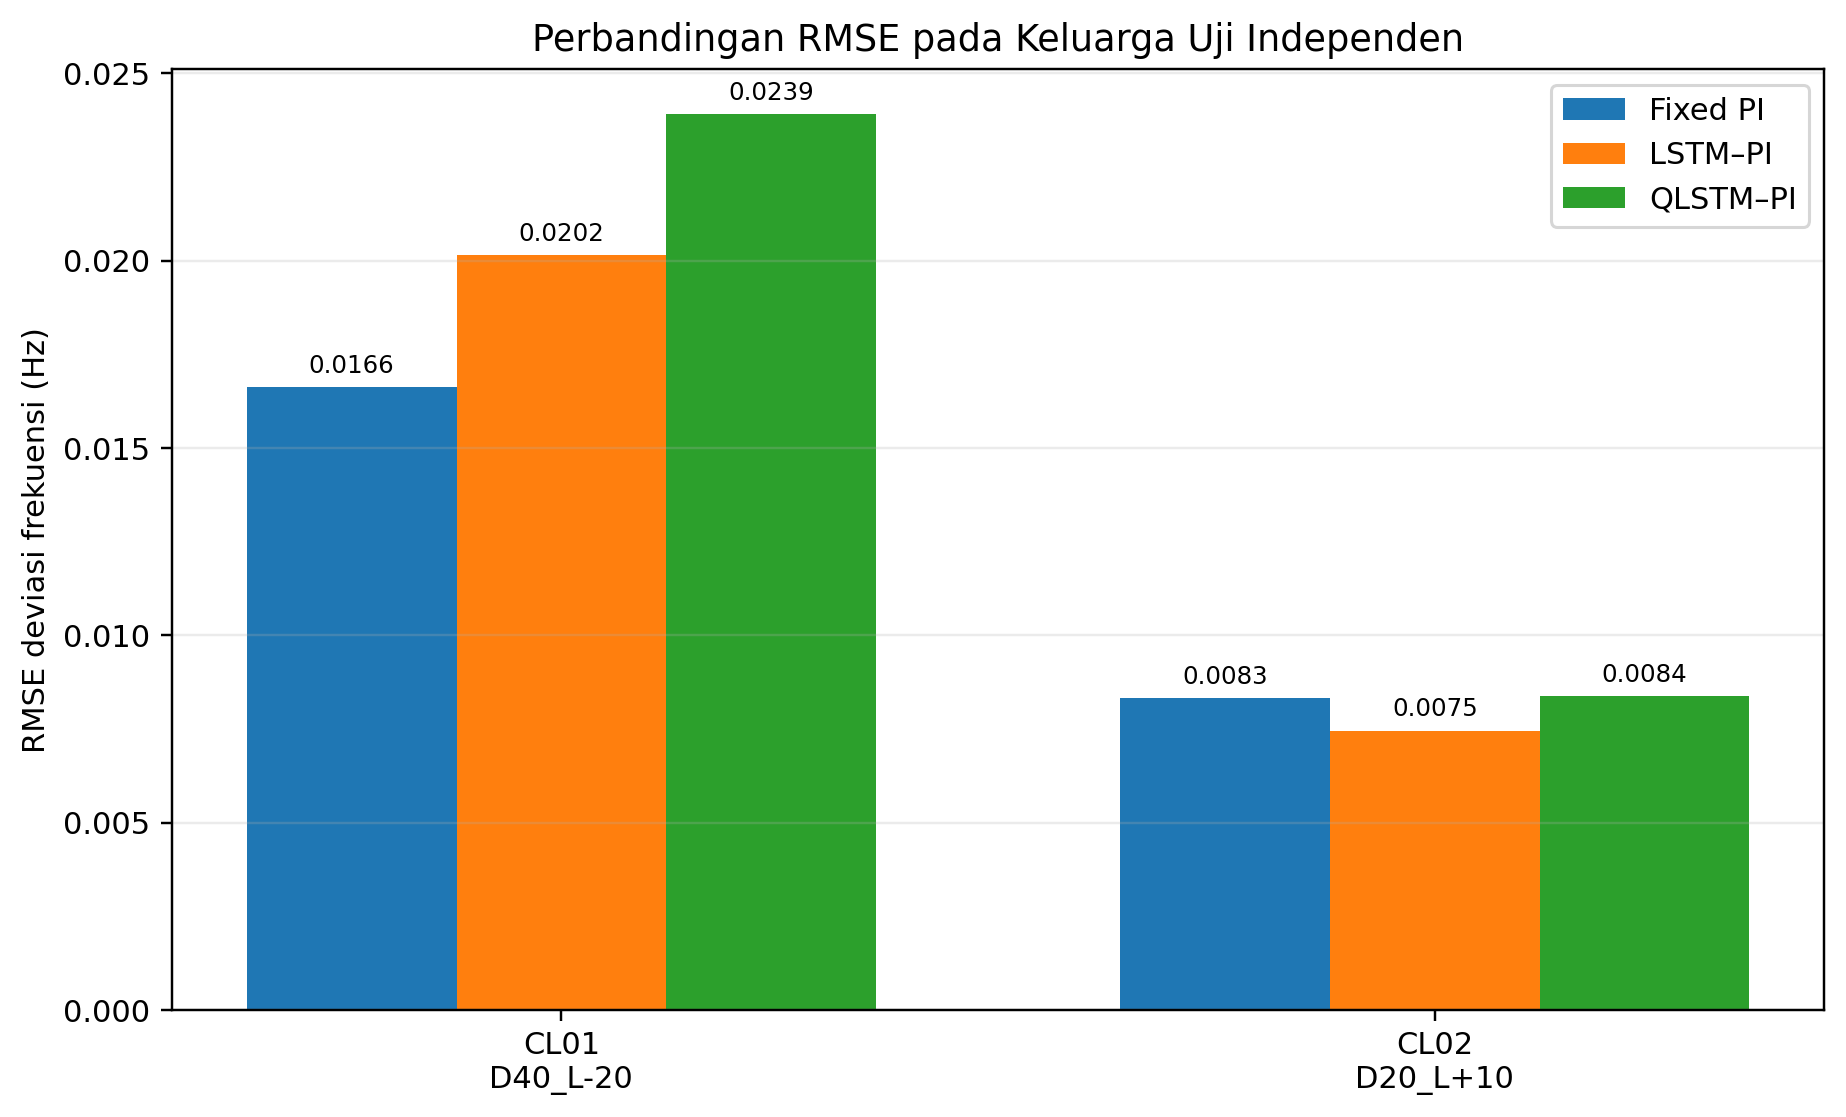 Perbandingan RMSE pada Keluarga Uji Independen
RMSE deviasi frekuensi (Hz)
0.025
0.020
0.015
0.010
0.005
0.000
0.0166
0.0202
0.0239
0.0083
0.0075
0.0084
Fixed PI
LSTM–PI
QLSTM–PI
CL01
D40_L-20
CL02
D20_L+10